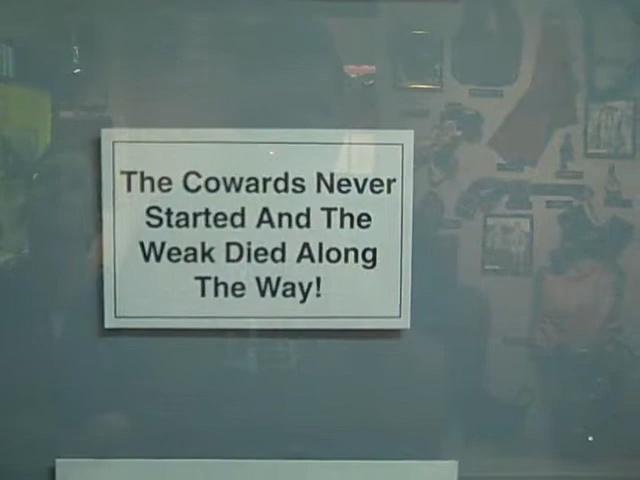 The Cowards Never
Started And The
Weak Died Along
The Way!